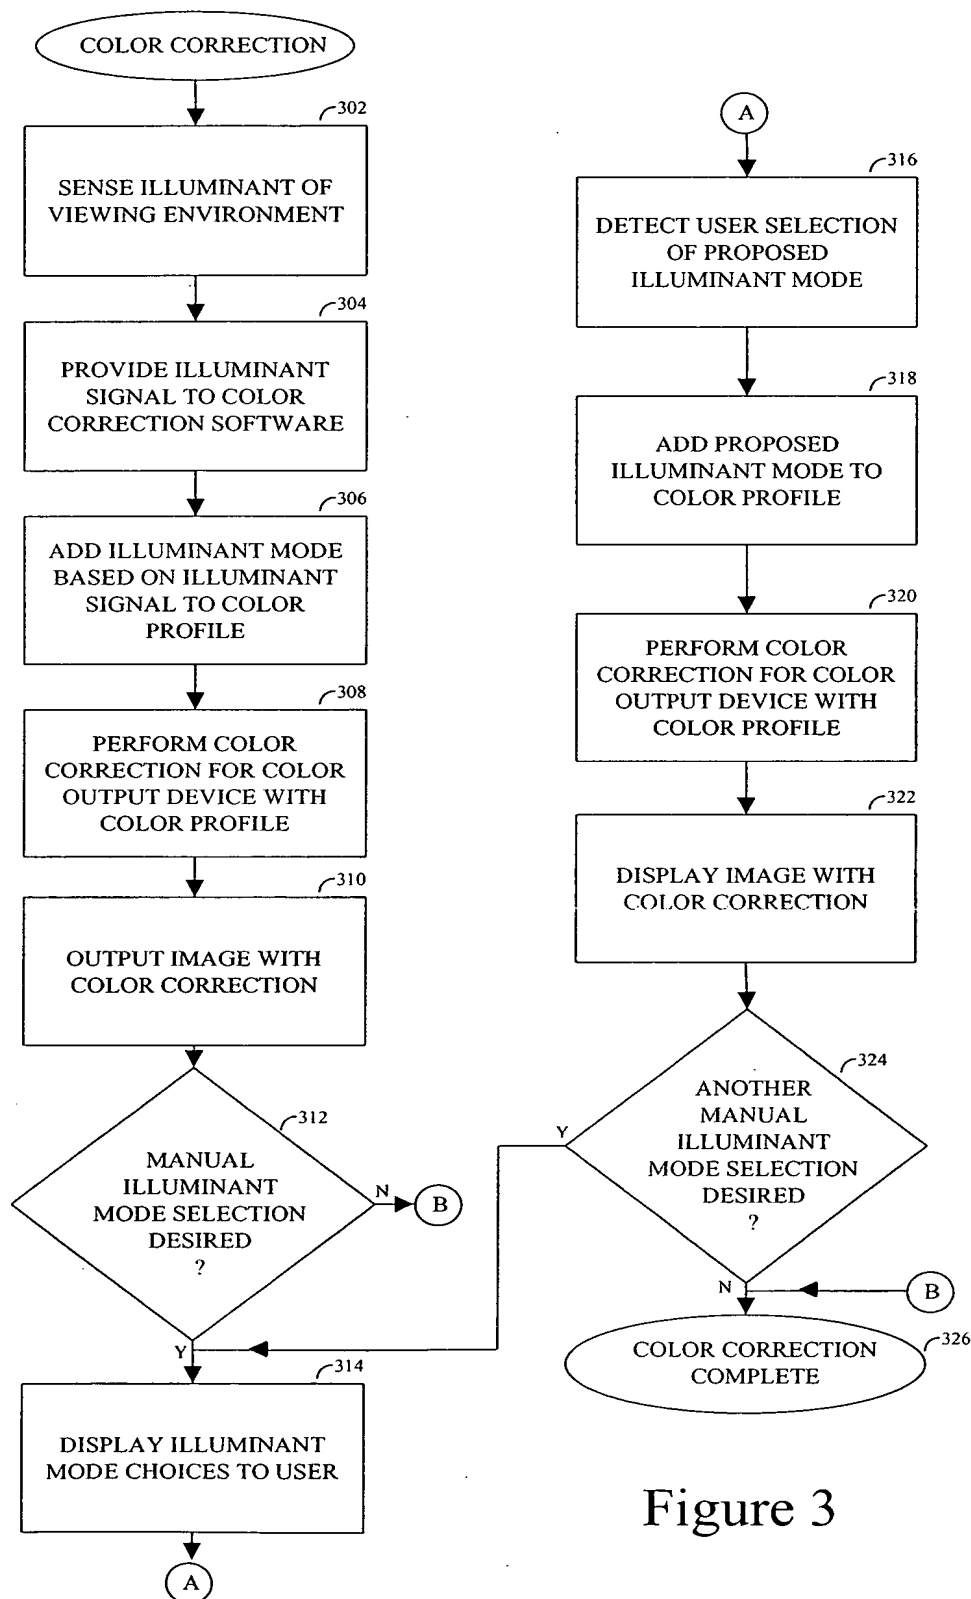 COLOR CORRECTION
302
SENSE ILLUMINANT OF
VIEWING ENVIRONMENT
304
PROVIDE ILLUMINANT
SIGNAL TO COLOR
CORRECTION SOFTWARE
306
ADD ILLUMINANT MODE
BASED ON ILLUMINANT
SIGNAL TO COLOR
PROFILE
308
PERFORM COLOR
CORRECTION FOR COLOR
OUTPUT DEVICE WITH
COLOR PROFILE
310
OUTPUT IMAGE WITH
COLOR CORRECTION
312
MANUAL
ILLUMINANT
MODE SELECTION
DESIRED
?
N
B
Y
314
DISPLAY ILLUMINANT
MODE CHOICES TO USER
A
A
316
DETECT USER SELECTION
OF PROPOSED
ILLUMINANT MODE
318
ADD PROPOSED
ILLUMINANT MODE TO
COLOR PROFILE
320
PERFORM COLOR
CORRECTION FOR COLOR
OUTPUT DEVICE WITH
COLOR PROFILE
322
DISPLAY IMAGE WITH
COLOR CORRECTION
324
ANOTHER
MANUAL
ILLUMINANT
MODE SELECTION
DESIRED
?
Y
N
B
326
COLOR CORRECTION
COMPLETE
Figure 3